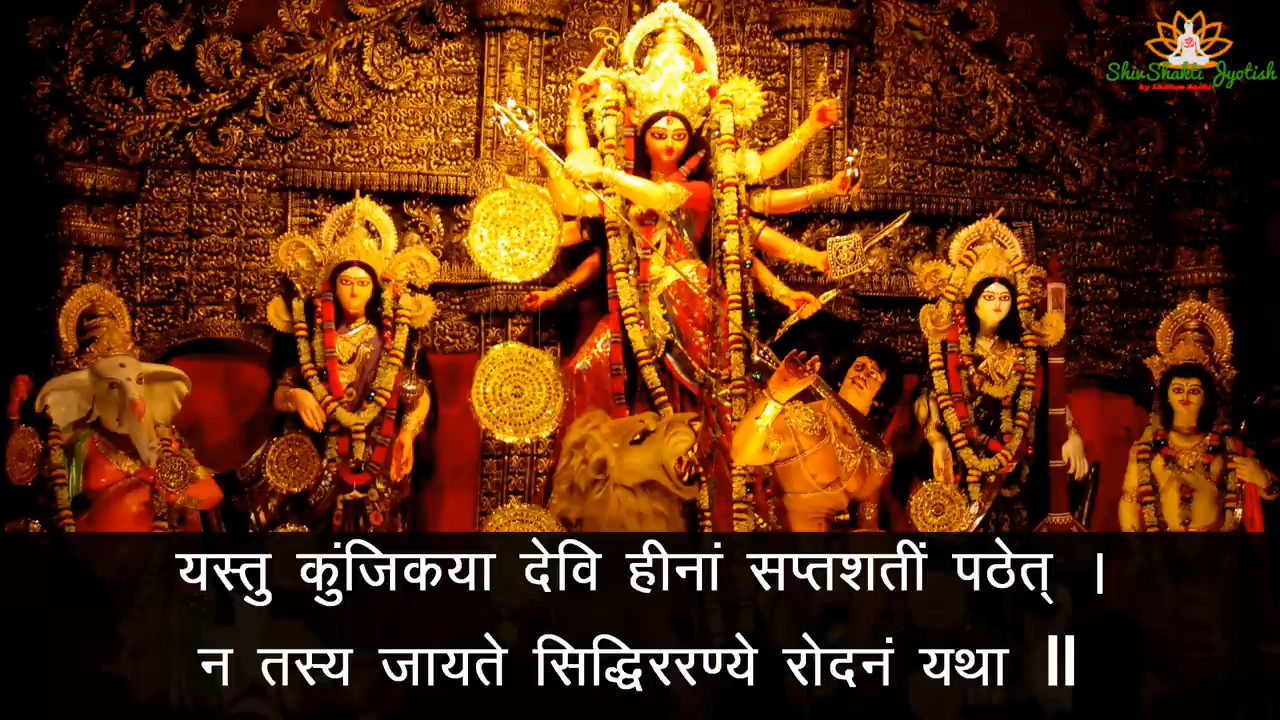 ShivShakti Jyotish
यस्तु कुंजिकया देवि हीनां सप्तशतीं पठेत् ।
न तस्य जायते सिद्धिररण्ये रोदनं यथा ॥